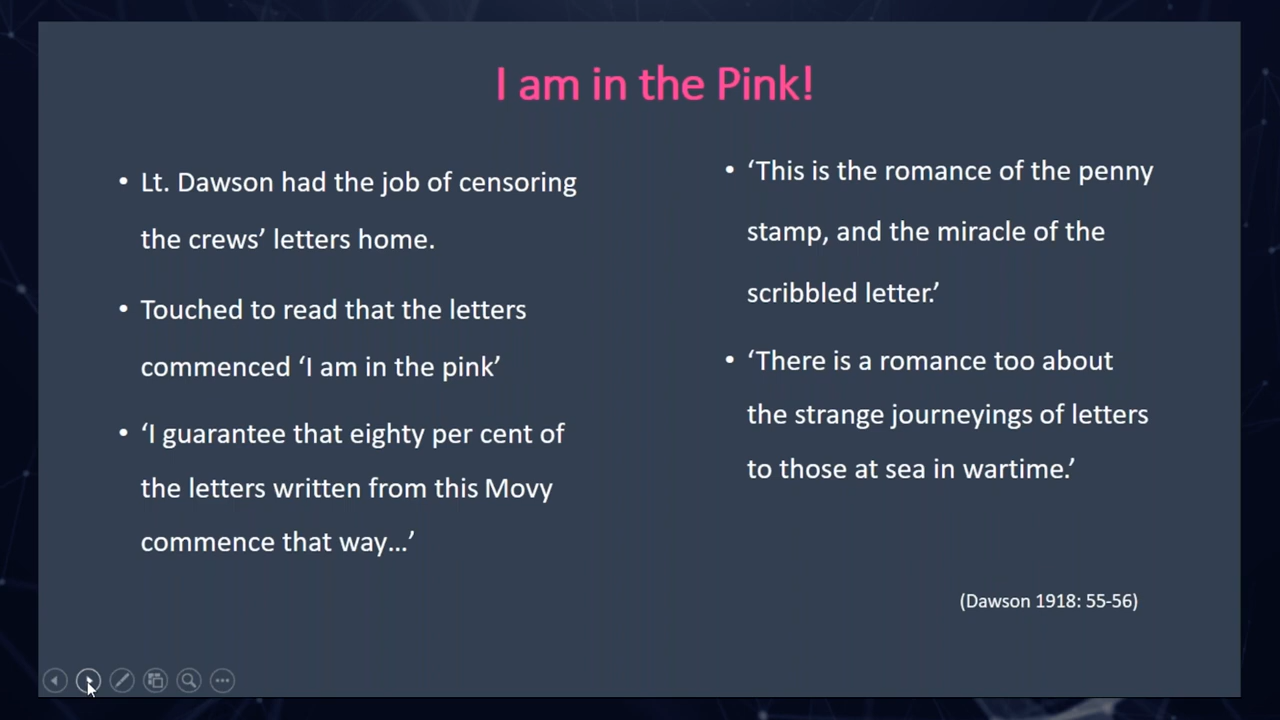 I am in the Pink!
• Lt. Dawson had the job of censoring
the crews’ letters home.
• Touched to read that the letters
commenced ‘I am in the pink’
• ‘I guarantee that eighty per cent of
the letters written from this Movy
commence that way…’
• ‘This is the romance of the penny
stamp, and the miracle of the
scribbled letter.’
• ‘There is a romance too about
the strange journeyings of letters
to those at sea in wartime.’
(Dawson 1918: 55-56)